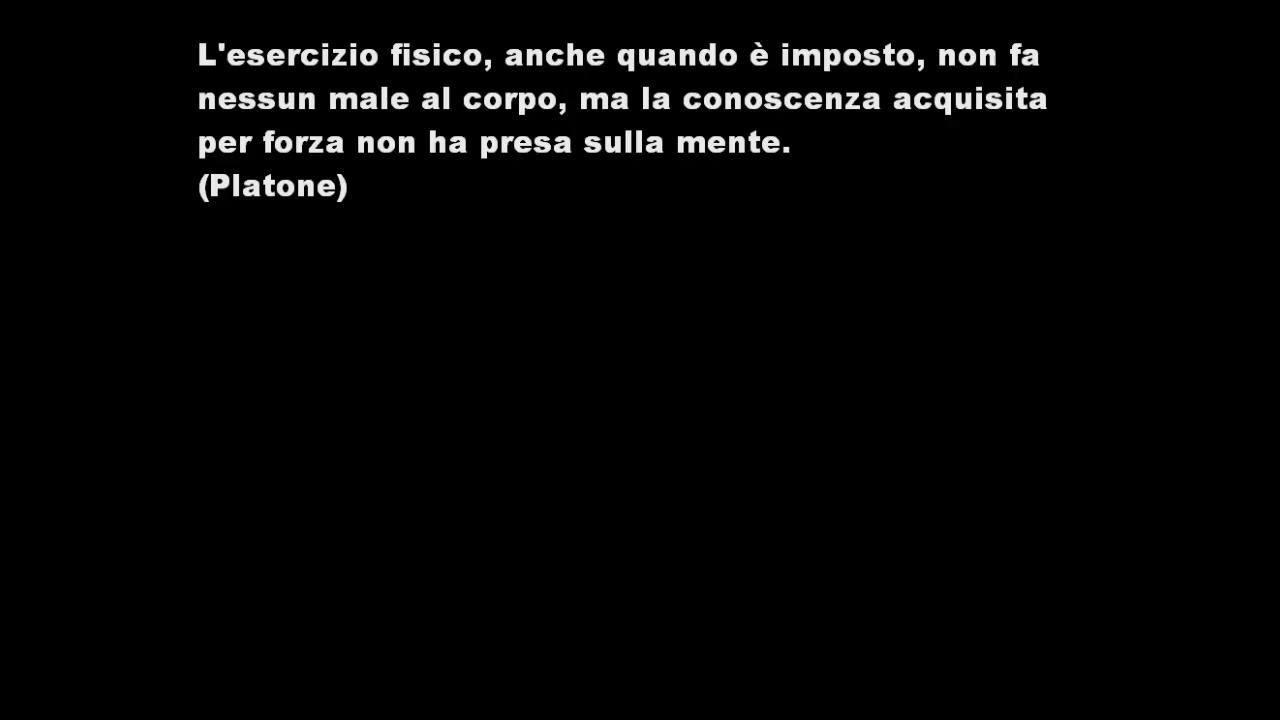 L'esercizio fisico, anche quando è imposto, non fa
nessun male al corpo, ma la conoscenza acquisita
per forza non ha presa sulla mente.
(Platone)